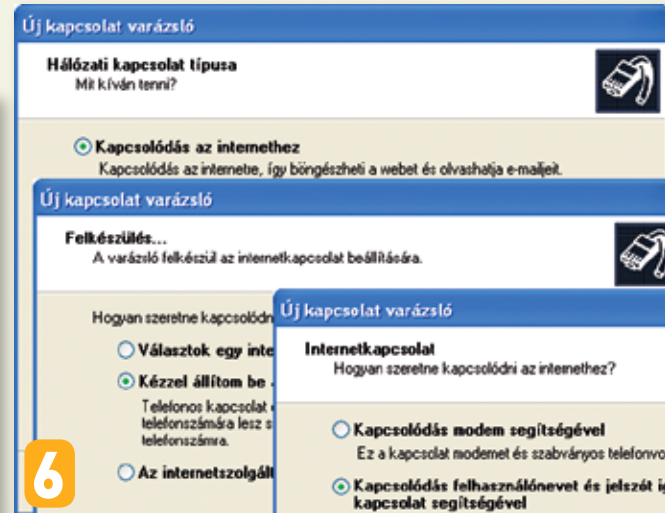 Új kapcsolat varázsló
Hálózati kapcsolat típusa
Mit kíván tenni?
Kapcsolódás az internethez
Kapcsolódás az internetre, így böngészheti a webet és olvashatja e-mailjeit.
Új kapcsolat varázsló
Felkészülés...
A varázsló felkészül az internetkapcsolat beállítására.
Hogyan szeretne kapcsolódn
Választok egy inte
Kézzel állítom be
Telefonos kapcsolat
telefonszámára lesz s
telefonszámra.
Az internetszolgált
Új kapcsolat varázsló
Internetkapcsolat
Hogyan szeretne kapcsolódni az internethez?
Kapcsolódás modem segítségével
Ez a kapcsolat modemet és szabványos telefonvo
Kapcsolódás felhasználónevet és jelszót ig
kapcsolat segítségével
6